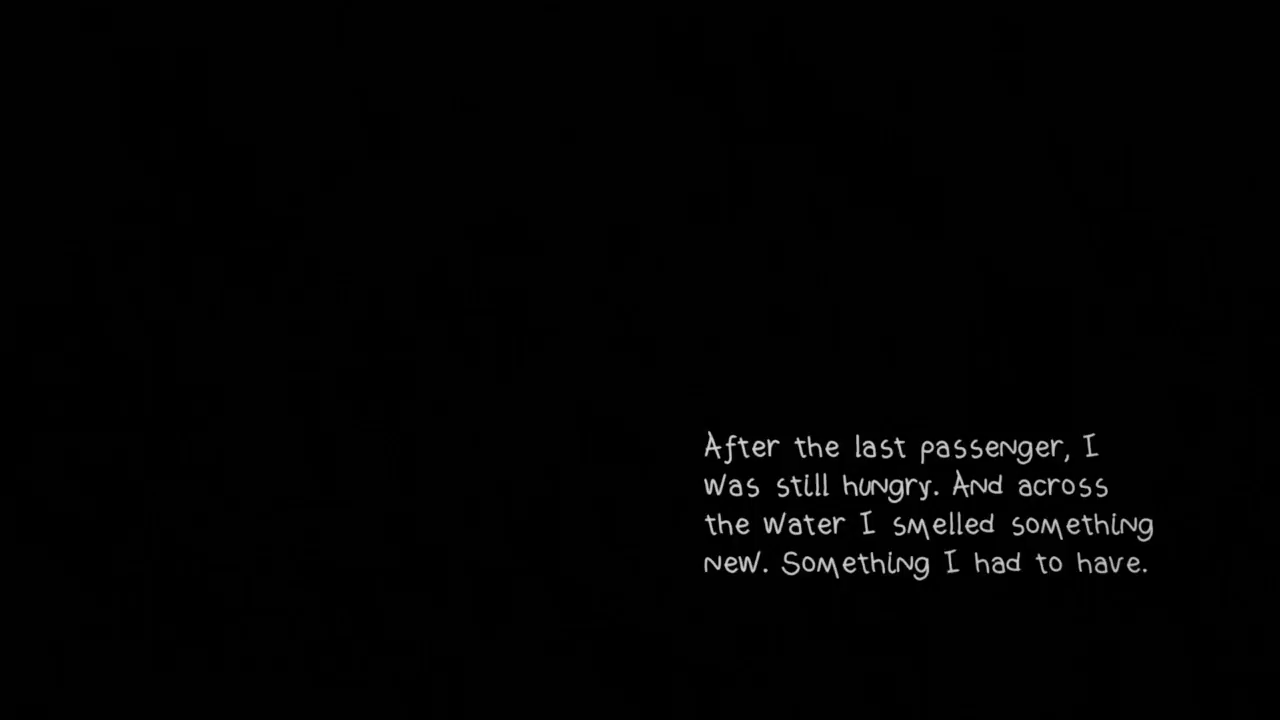 After the last passenger, I
was still hungry. And across
the water I smelled something
new. Something I had to have.